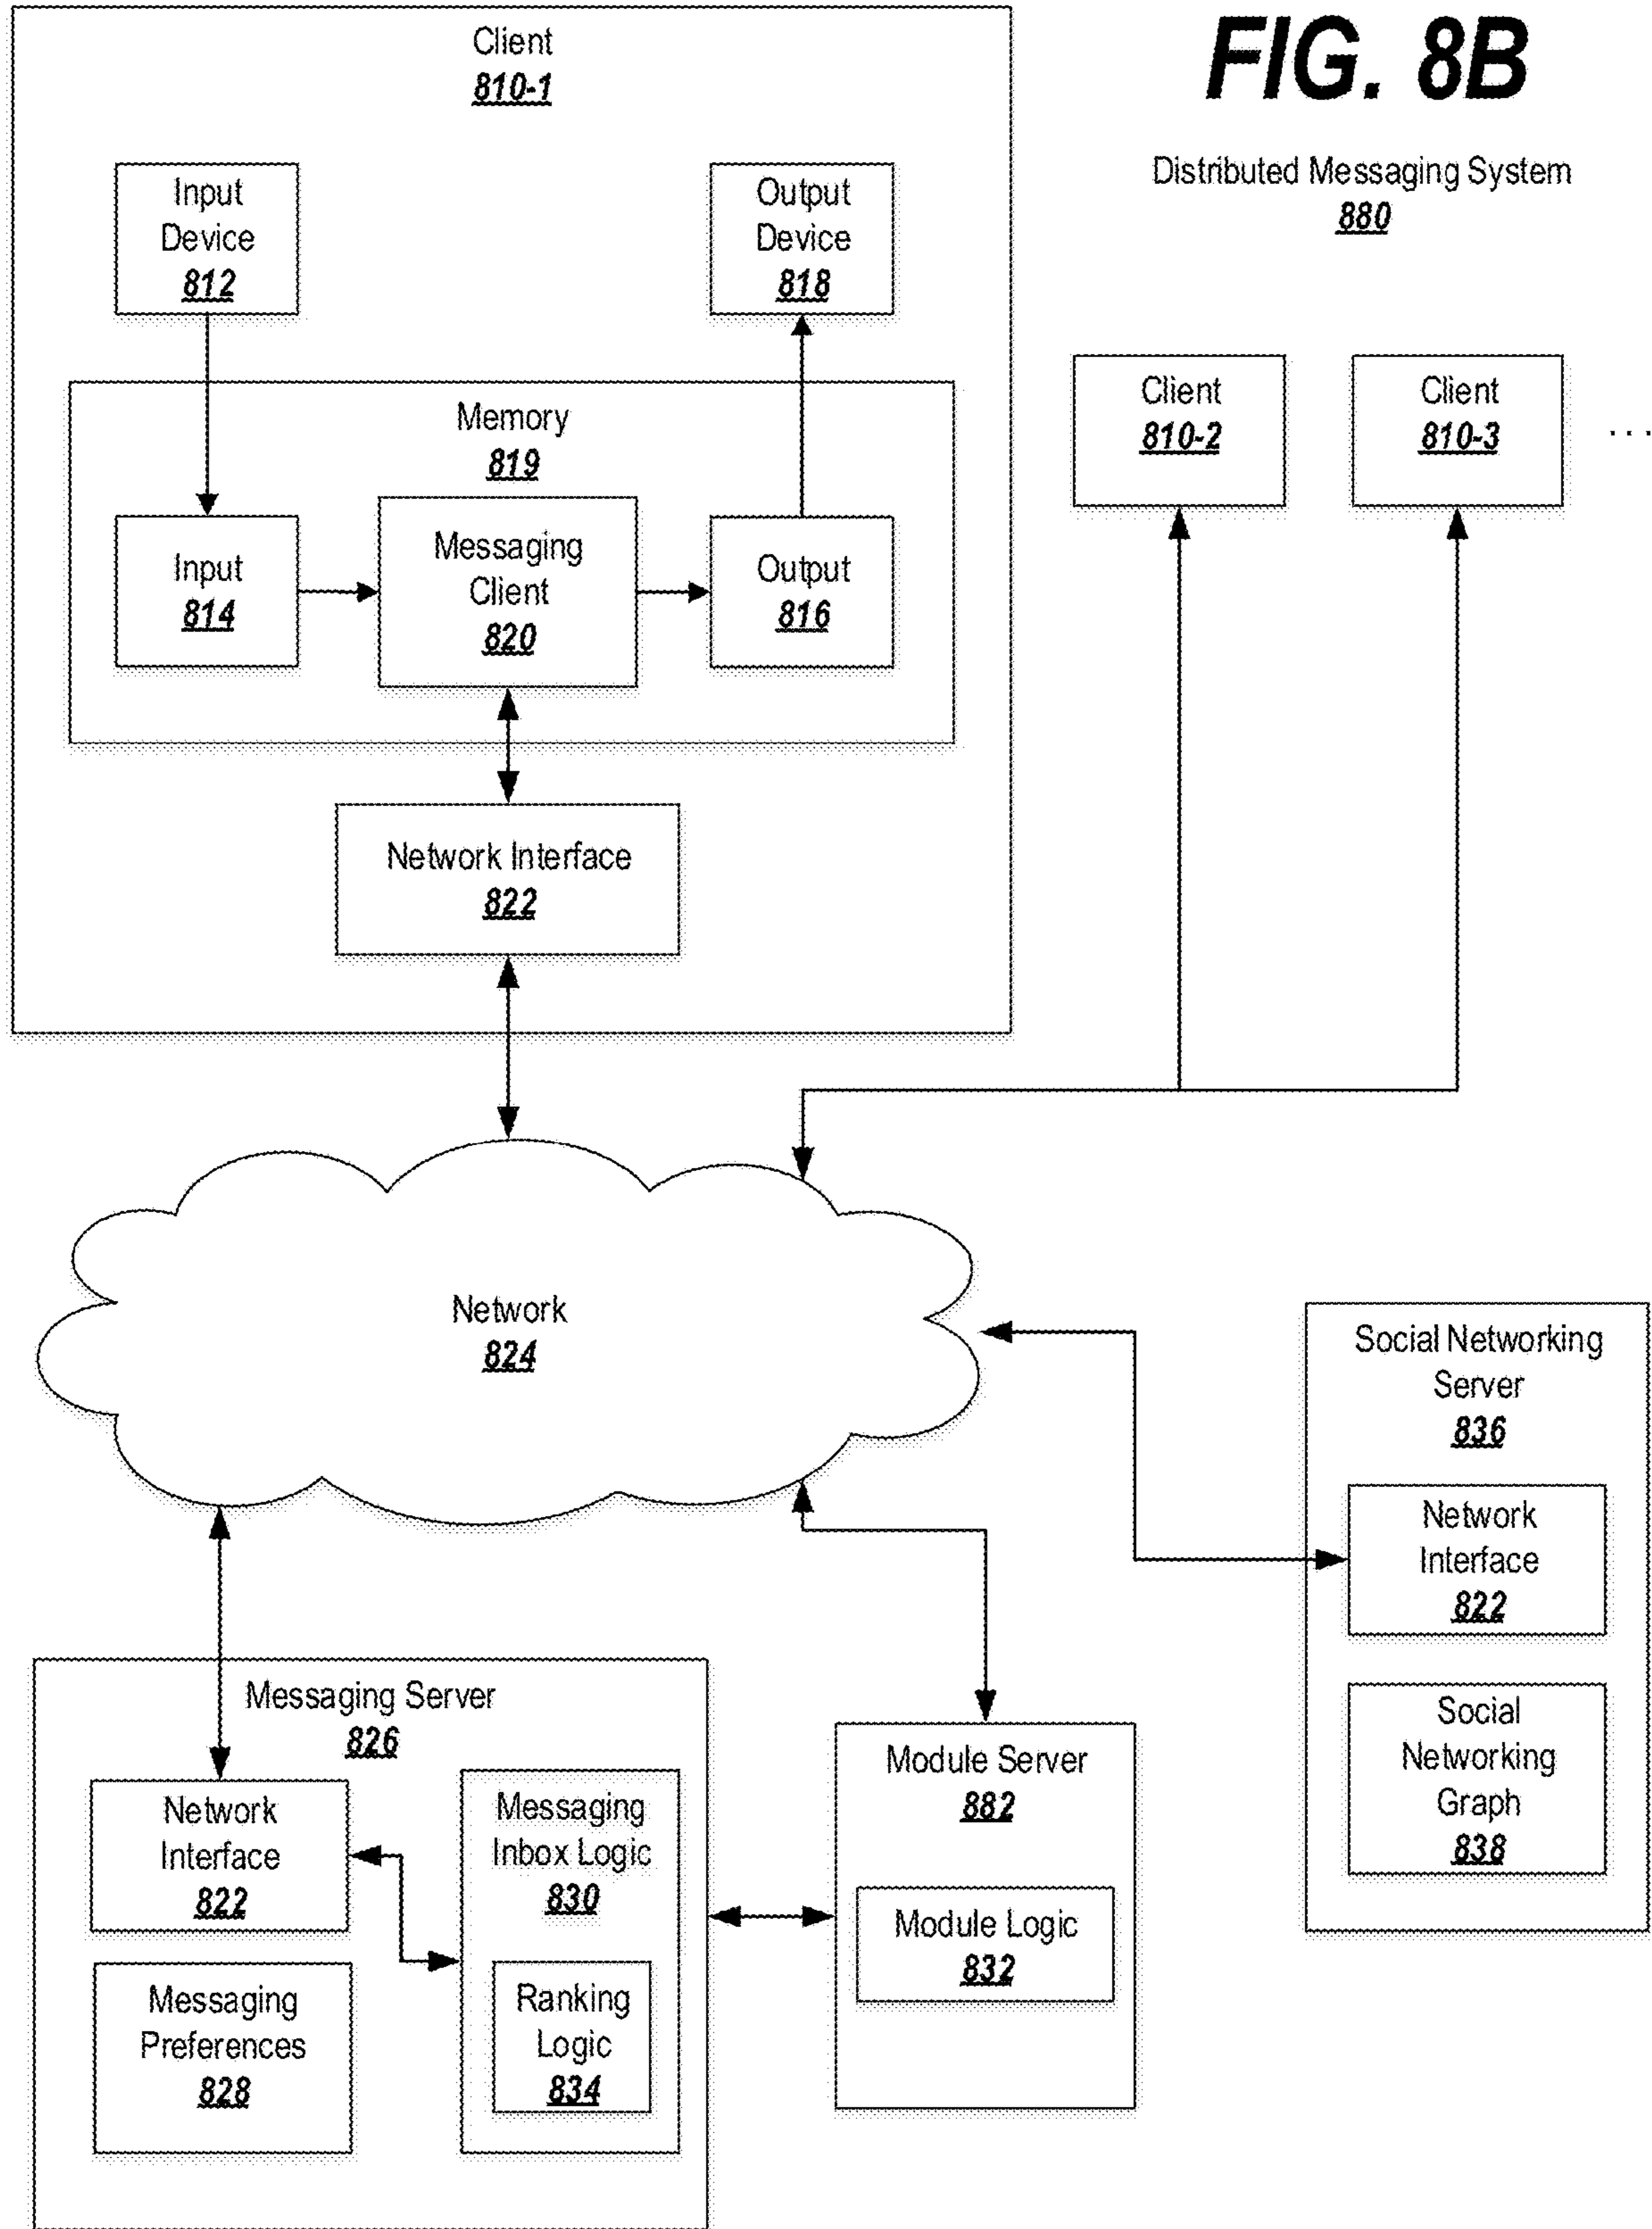 FIG. 8B
Distributed Messaging System
880
Client
810-1
Input
Device
812
Output
Device
818
Memory
819
Input
814
Messaging
Client
820
Output
816
Network Interface
822
Client
810-2
Client
810-3
...
Network
824
Social Networking
Server
836
Network
Interface
822
Social
Networking
Graph
838
Messaging Server
826
Network
Interface
822
Messaging
Preferences
828
Messaging
Inbox Logic
830
Ranking
Logic
834
Module Server
882
Module Logic
832